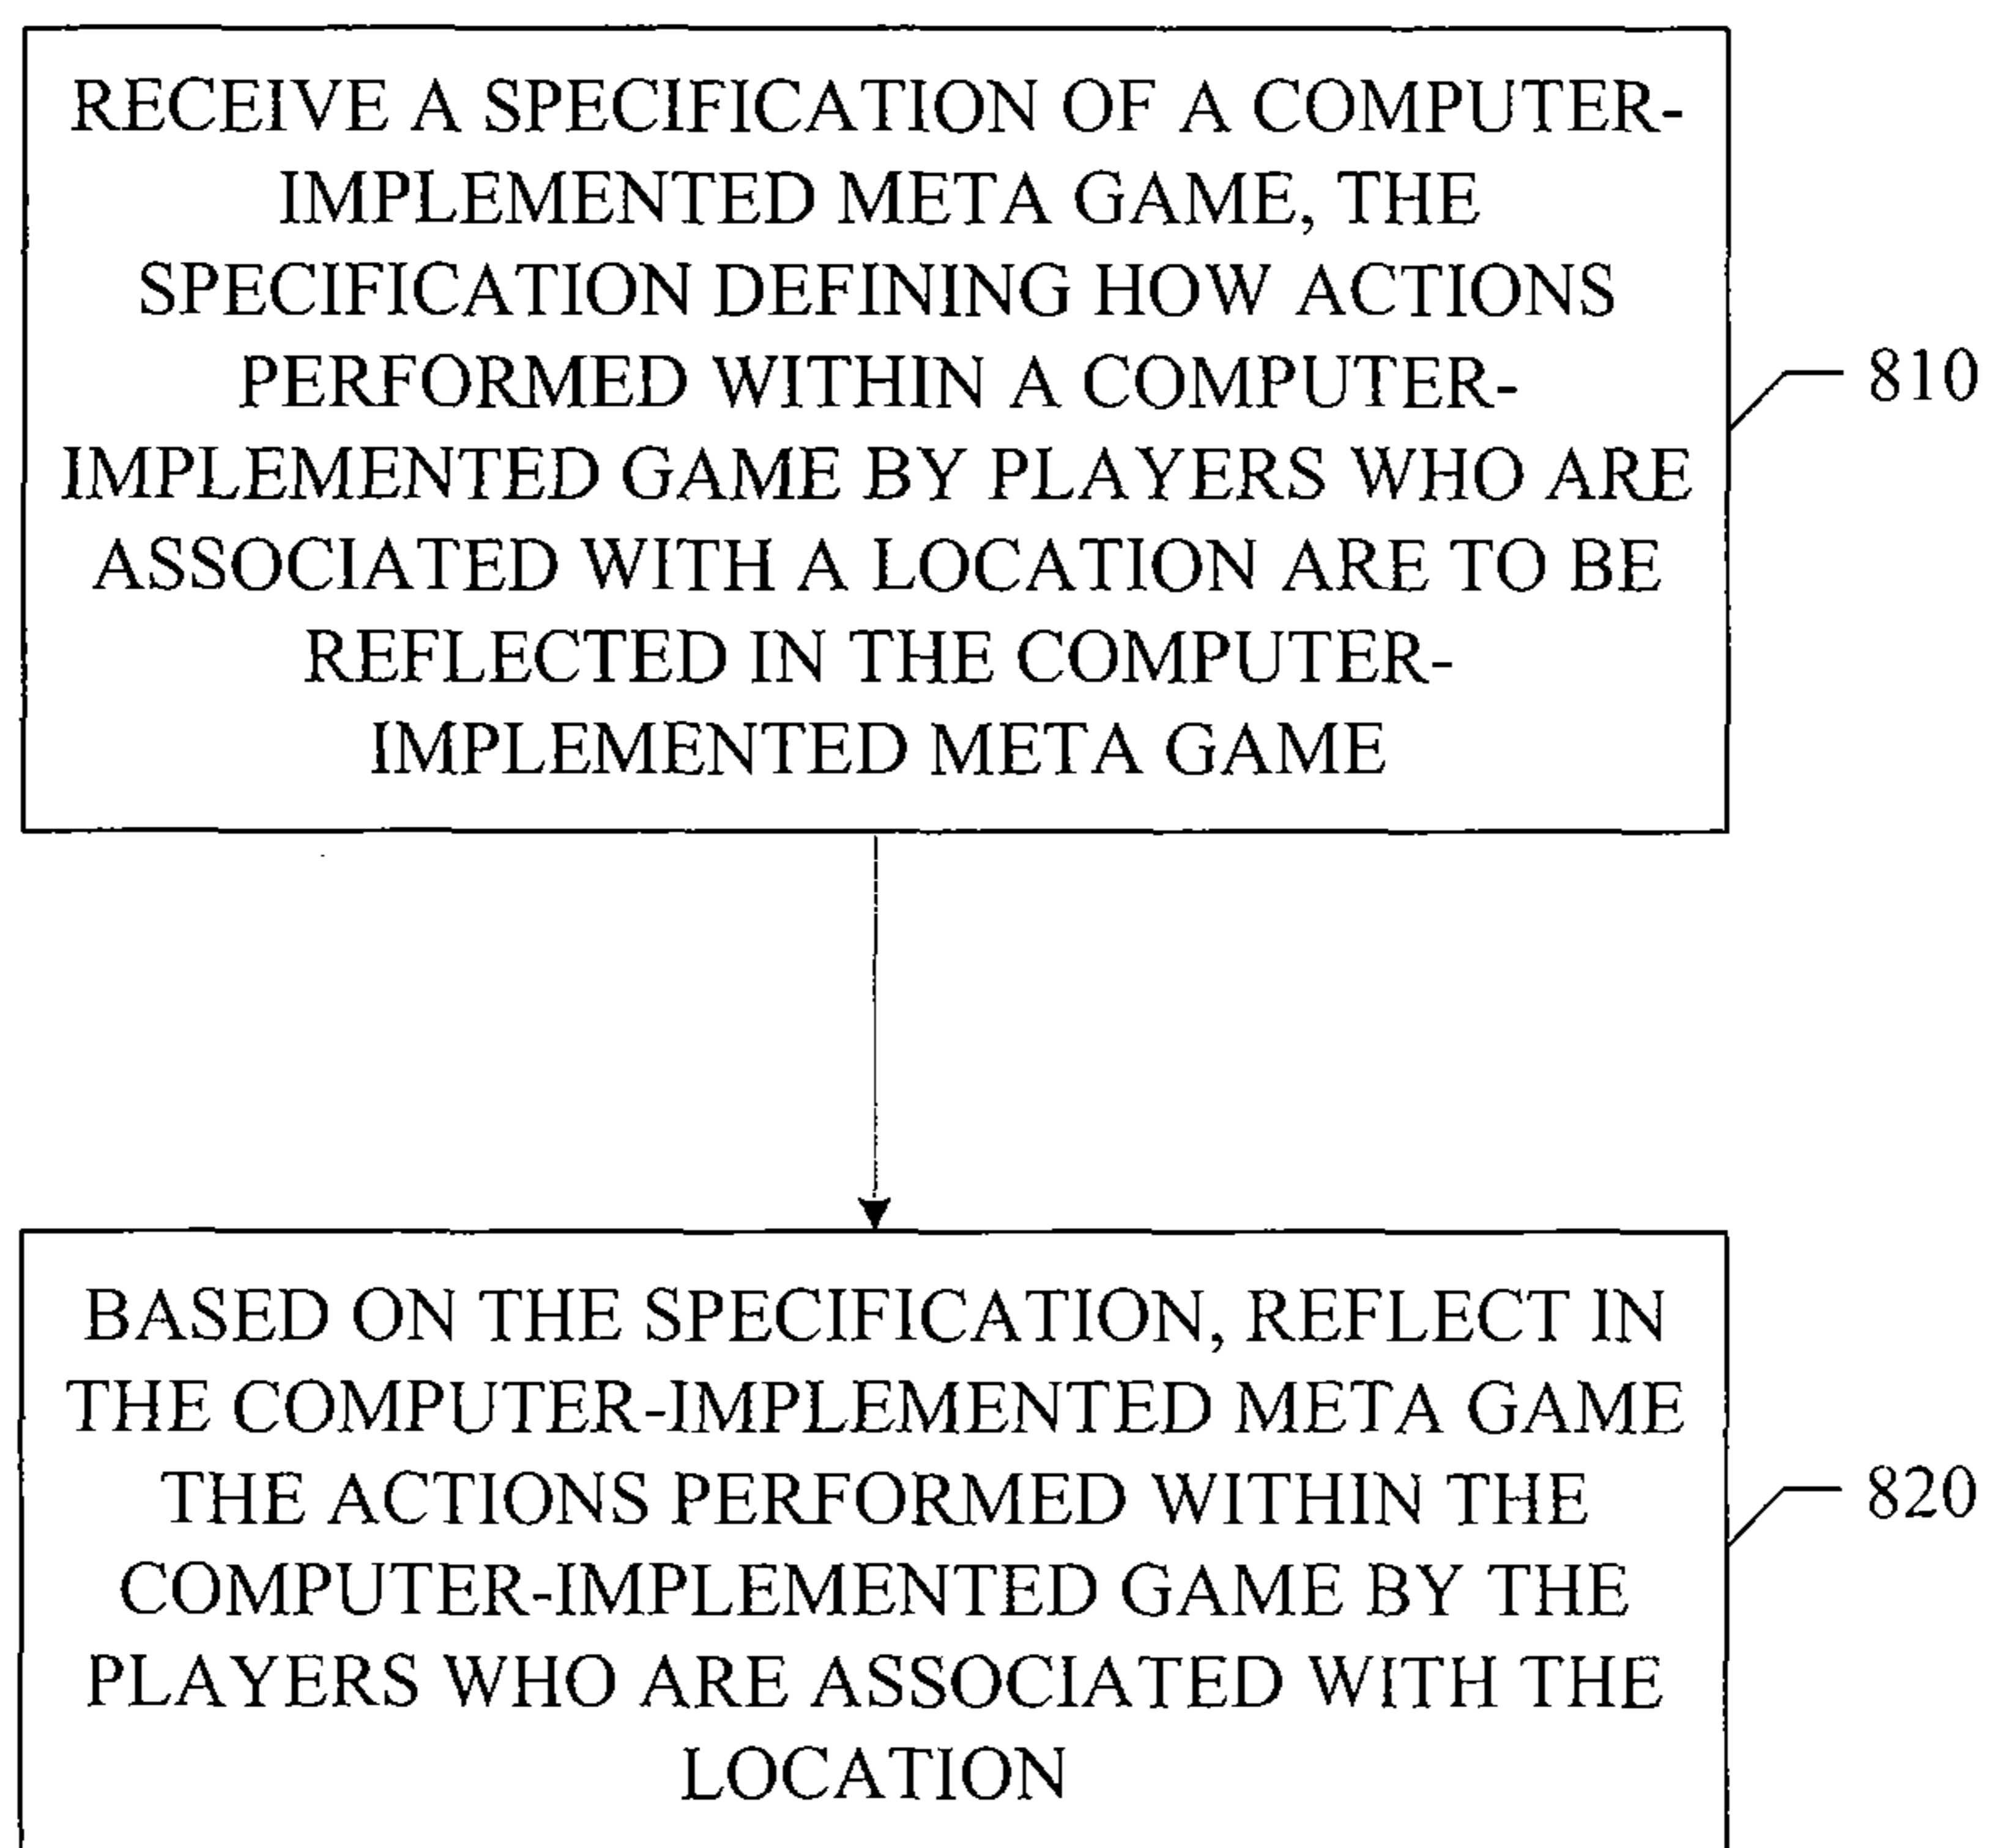 RECEIVE A SPECIFICATION OF A COMPUTER-
IMPLEMENTED META GAME, THE
SPECIFICATION DEFINING HOW ACTIONS
PERFORMED WITHIN A COMPUTER-
IMPLEMENTED GAME BY PLAYERS WHO ARE
ASSOCIATED WITH A LOCATION ARE TO BE
REFLECTED IN THE COMPUTER-
IMPLEMENTED META GAME
810
BASED ON THE SPECIFICATION, REFLECT IN
THE COMPUTER-IMPLEMENTED META GAME
THE ACTIONS PERFORMED WITHIN THE
COMPUTER-IMPLEMENTED GAME BY THE
PLAYERS WHO ARE ASSOCIATED WITH THE
LOCATION
820